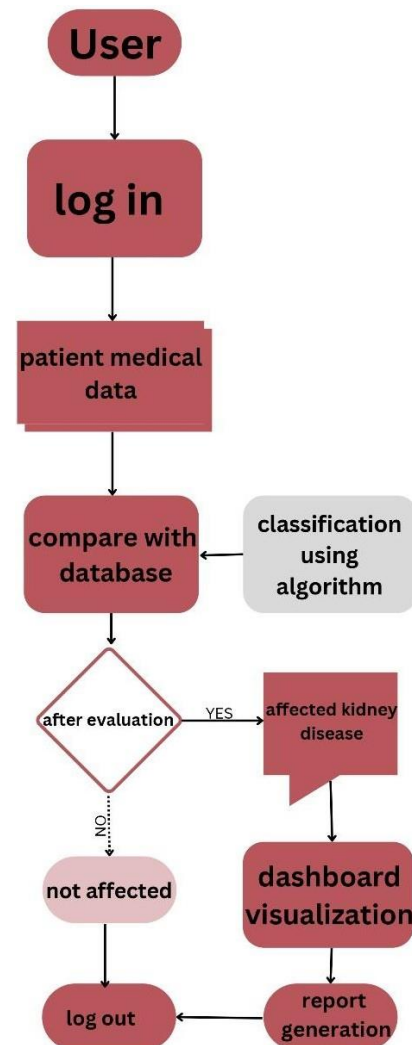 User
log in
patient medical
data
compare with
database
classification
using
algorithm
after evaluation
YES
affected kidney
disease
NO
not affected
dashboard
visualization
log out
report
generation